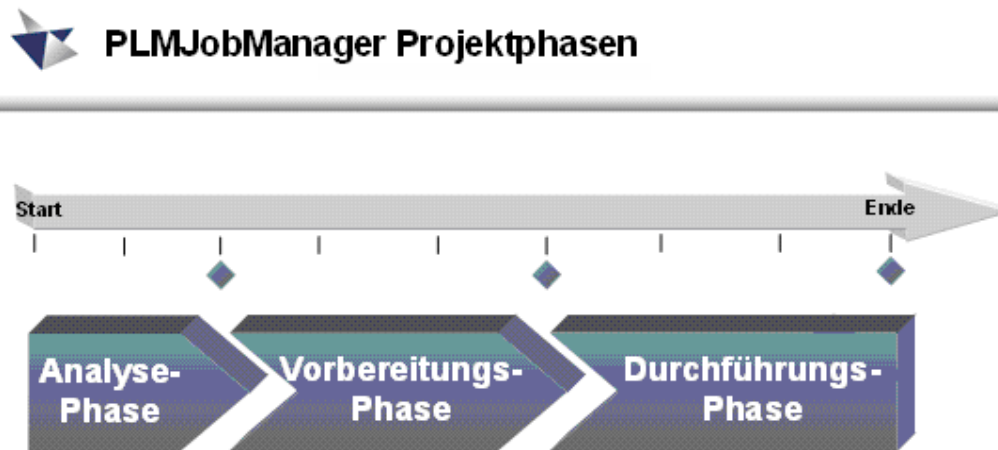 PLMJobManager Projektphasen
Start
Ende
Analyse-
Phase
Vorbereitungs-
Phase
Durchführungs-
Phase